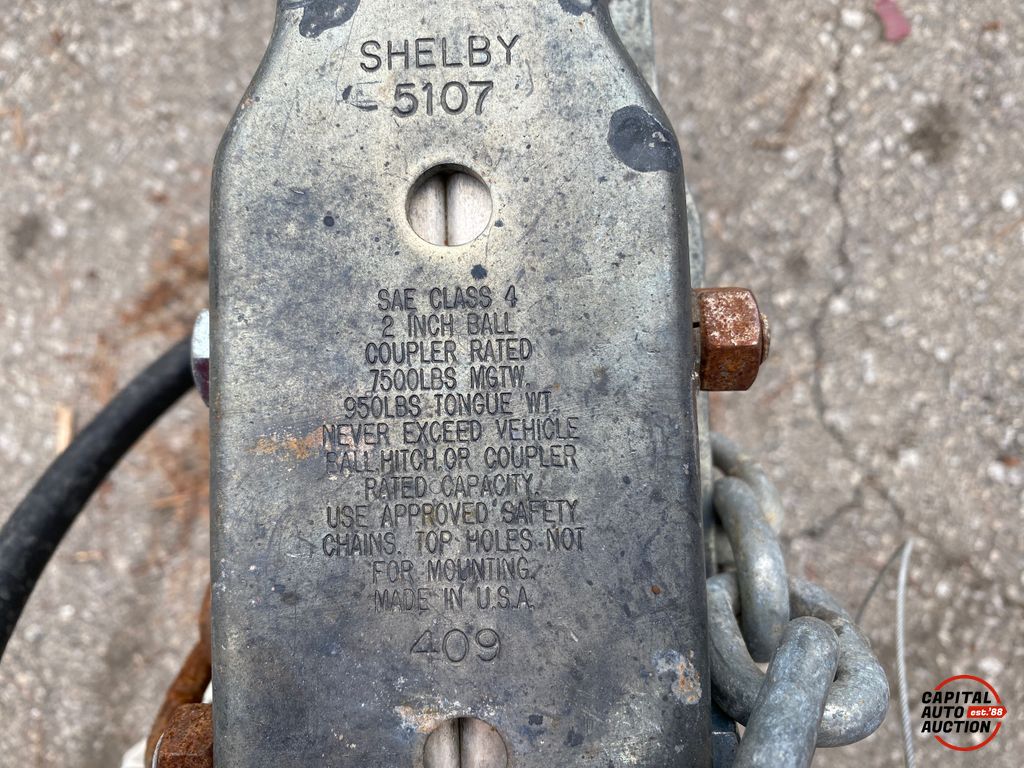 SHELBY
5107
SAE CLASS 4
2 INCH BALL
COUPLER RATED
7500LBS MGTW.
950LBS TONGUE WT.
NEVER EXCEED VEHICLE
BALL,HITCH,OR COUPLER
RATED CAPACITY.
USE APPROVED SAFETY
CHAINS. TOP HOLES NOT
FOR MOUNTING.
MADE IN U.S.A.
409
CAPITAL
AUTO est.'88
AUCTION